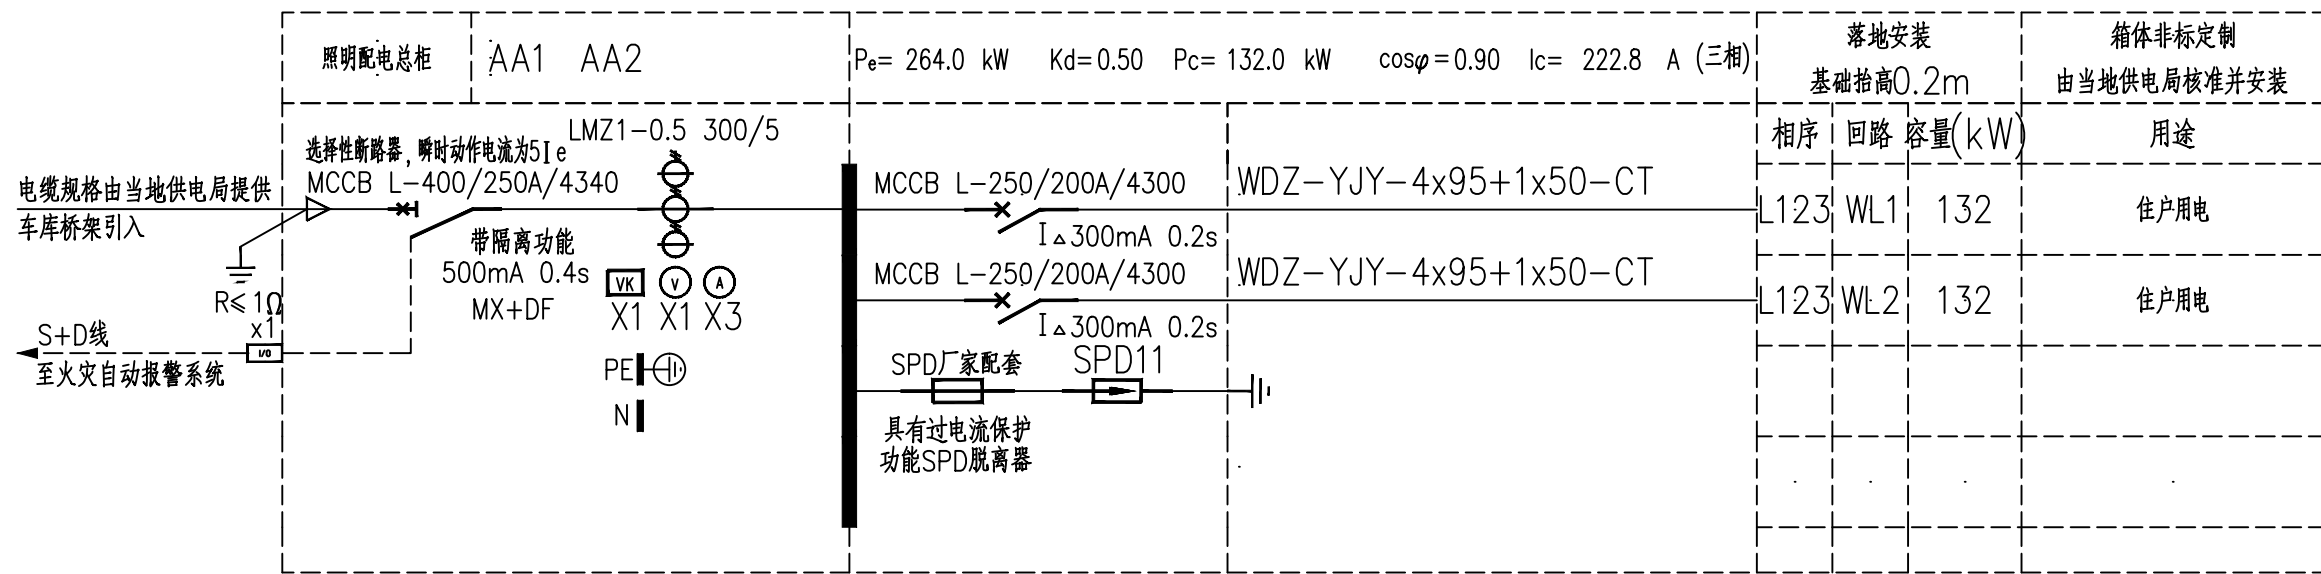 照明配电总柜
AA1 AA2
Pe= 264.0 kW Kd=0.50 Pc= 132.0 kW cosφ=0.90 Ic= 222.8 A (三相)
落地安装
基础抬高0.2m
箱体非标定制
由当地供电局核准并安装
相序 回路 容量(kW) 用途
LMZ1-0.5 300/5
选择性断路器,瞬时动作电流为5Ie
MCCB L-400/250A/4340
电缆规格由当地供电局提供
车库桥架引入
带隔离功能
500mA 0.4s
MX+DF
R≤1Ω
x1
I/O
S+D线
至火灾自动报警系统
VK V A
X1 X1 X3
PE
N
MCCB L-250/200A/4300
WDZ-YJY-4x95+1x50-CT
I△300mA 0.2s
L123 WL1 132 住户用电
MCCB L-250/200A/4300
WDZ-YJY-4x95+1x50-CT
I△300mA 0.2s
L123 WL2 132 住户用电
SPD厂家配套
SPD11
具有过电流保护
功能SPD脱离器